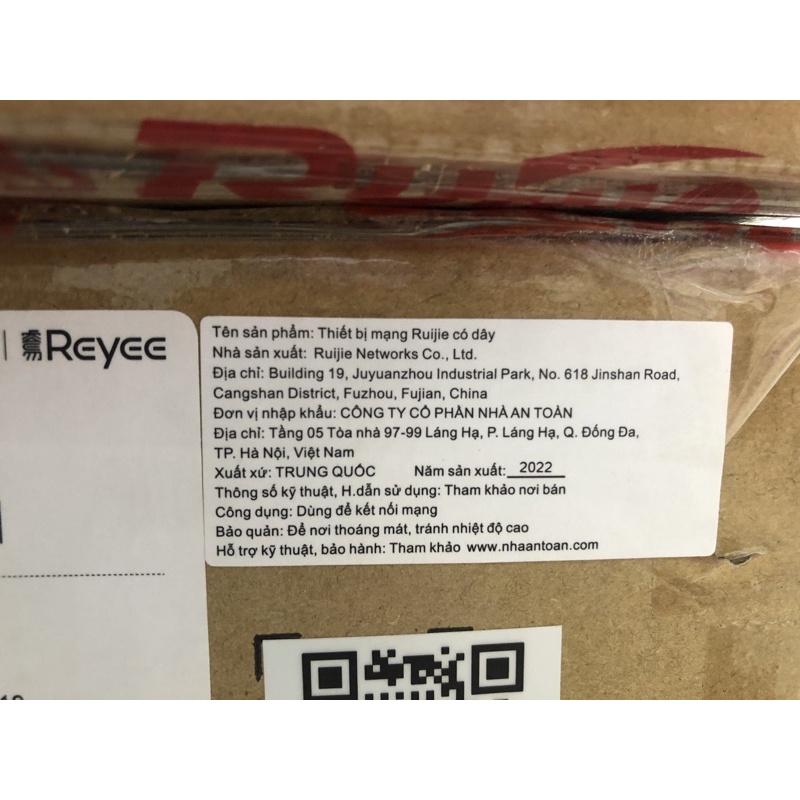 Ruijie
Reyee
Tên sản phẩm: Thiết bị mạng Ruijie có dây
Nhà sản xuất: Ruijie Networks Co., Ltd.
Địa chỉ: Building 19, Juyuanzhou Industrial Park, No. 618 Jinshan Road,
Cangshan District, Fuzhou, Fujian, China
Đơn vị nhập khẩu: CÔNG TY CỔ PHẦN NHÀ AN TOÀN
Địa chỉ: Tầng 05 Tòa nhà 97-99 Láng Hạ, P. Láng Hạ, Q. Đống Đa,
TP. Hà Nội, Việt Nam
Xuất xứ: TRUNG QUỐC Năm sản xuất: 2022
Thông số kỹ thuật, H.dẫn sử dụng: Tham khảo nơi bán
Công dụng: Dùng để kết nối mạng
Bảo quản: Để nơi thoáng mát, tránh nhiệt độ cao
Hỗ trợ kỹ thuật, bảo hành: Tham khảo www.nhaantoan.com